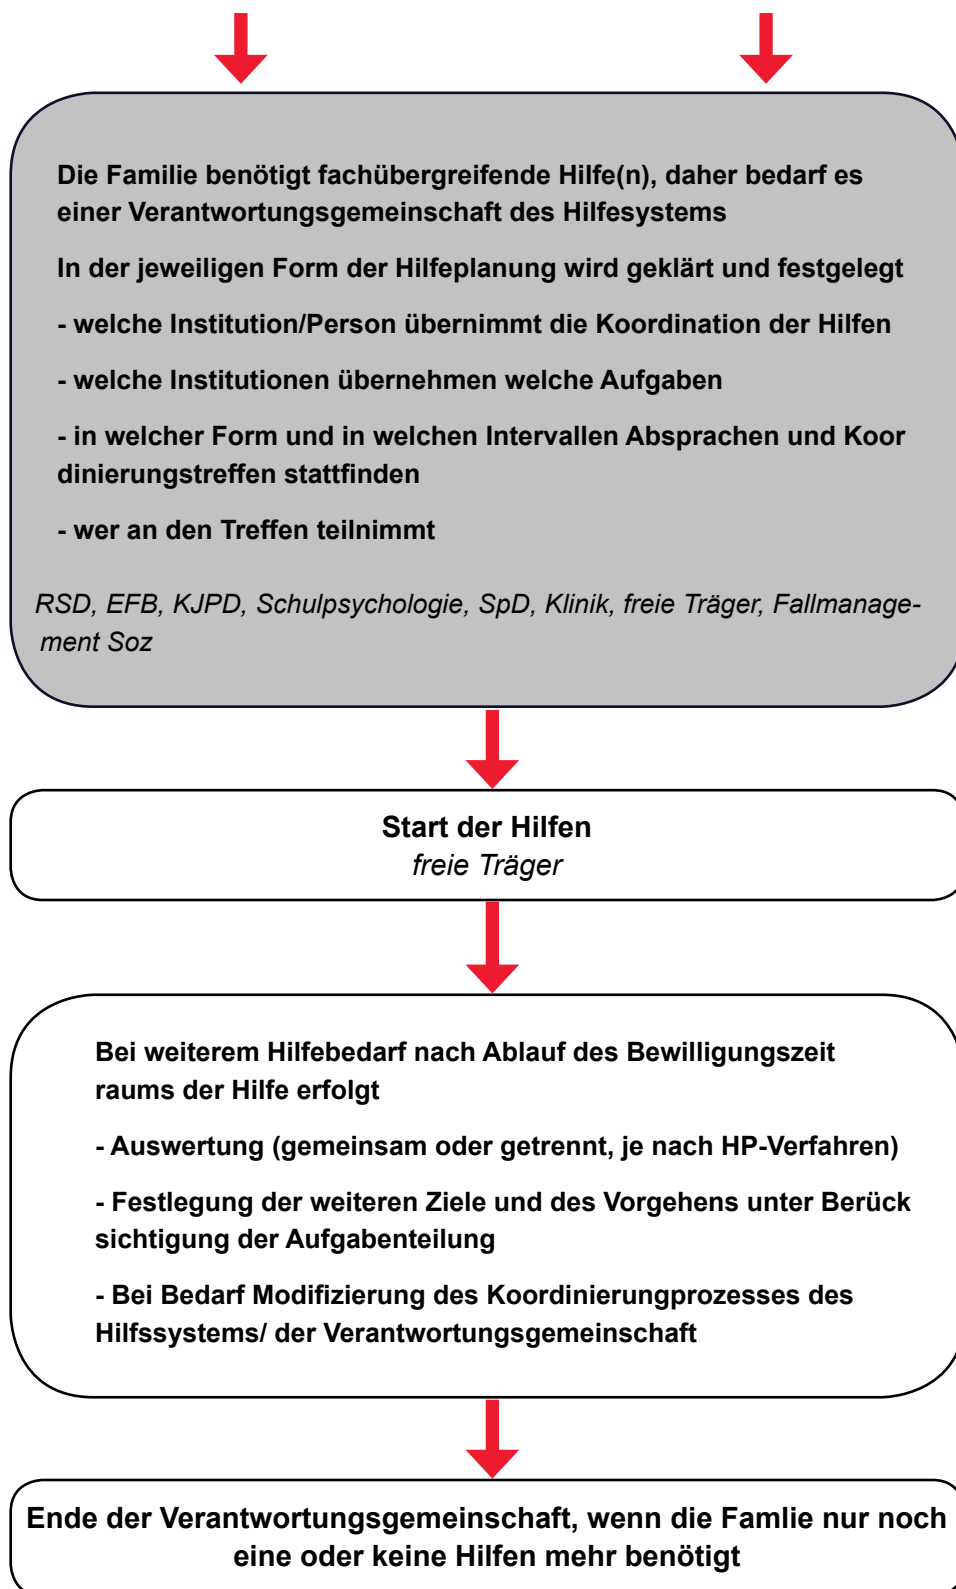 Die Familie benötigt fachübergreifende Hilfe(n), daher bedarf es
einer Verantwortungsgemeinschaft des Hilfesystems
In der jeweiligen Form der Hilfeplanung wird geklärt und festgelegt
- welche Institution/Person übernimmt die Koordination der Hilfen
- welche Institutionen übernehmen welche Aufgaben
- in welcher Form und in welchen Intervallen Absprachen und Koor
dinierungstreffen stattfinden
- wer an den Treffen teilnimmt
RSD, EFB, KJPD, Schulpsychologie, SpD, Klinik, freie Träger, Fallmanage-
ment Soz
Start der Hilfen
freie Träger
Bei weiterem Hilfebedarf nach Ablauf des Bewilligungszeit
raums der Hilfe erfolgt
- Auswertung (gemeinsam oder getrennt, je nach HP-Verfahren)
- Festlegung der weiteren Ziele und des Vorgehens unter Berück
sichtigung der Aufgabenteilung
- Bei Bedarf Modifizierung des Koordinierungprozesses des
Hilfssystems/ der Verantwortungsgemeinschaft
Ende der Verantwortungsgemeinschaft, wenn die Famlie nur noch
eine oder keine Hilfen mehr benötigt